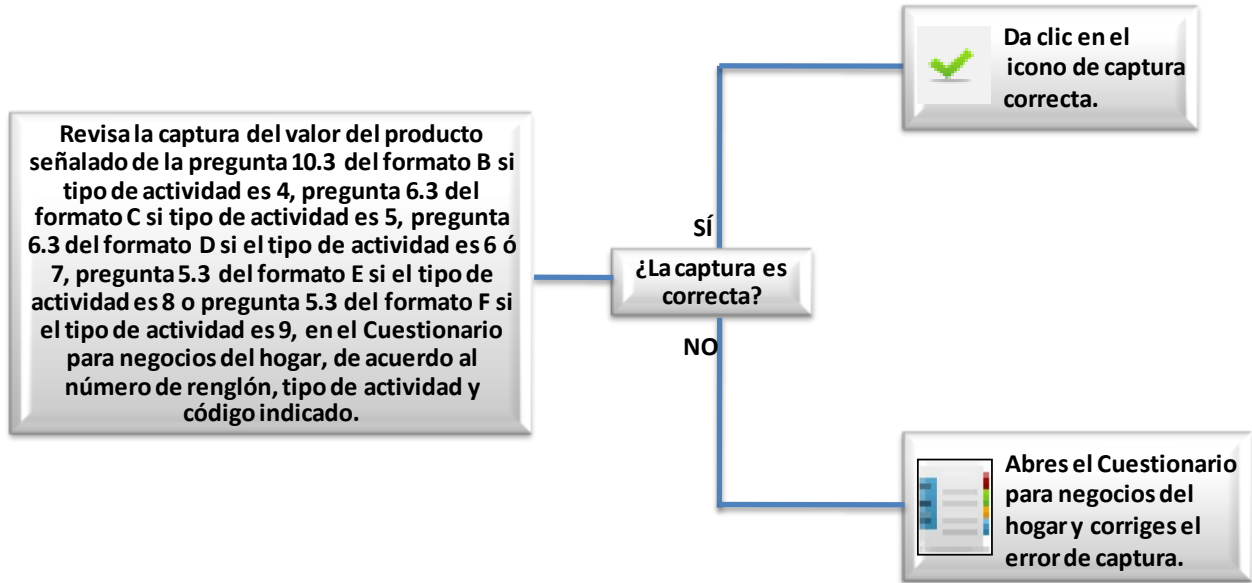 Revisa la captura del valor del producto
señalado de la pregunta 10.3 del formato B si
tipo de actividad es 4, pregunta 6.3 del
formato C si tipo de actividad es 5, pregunta
6.3 del formato D si el tipo de actividad es 6 ó
7, pregunta 5.3 del formato E si el tipo de
actividad es 8 o pregunta 5.3 del formato F si
el tipo de actividad es 9, en el Cuestionario
para negocios del hogar, de acuerdo al
número de renglón, tipo de actividad y
código indicado.
¿La captura es
correcta?
SÍ
Da clic en el
icono de captura
correcta.
NO
Abres el Cuestionario
para negocios del
hogar y corriges el
error de captura.